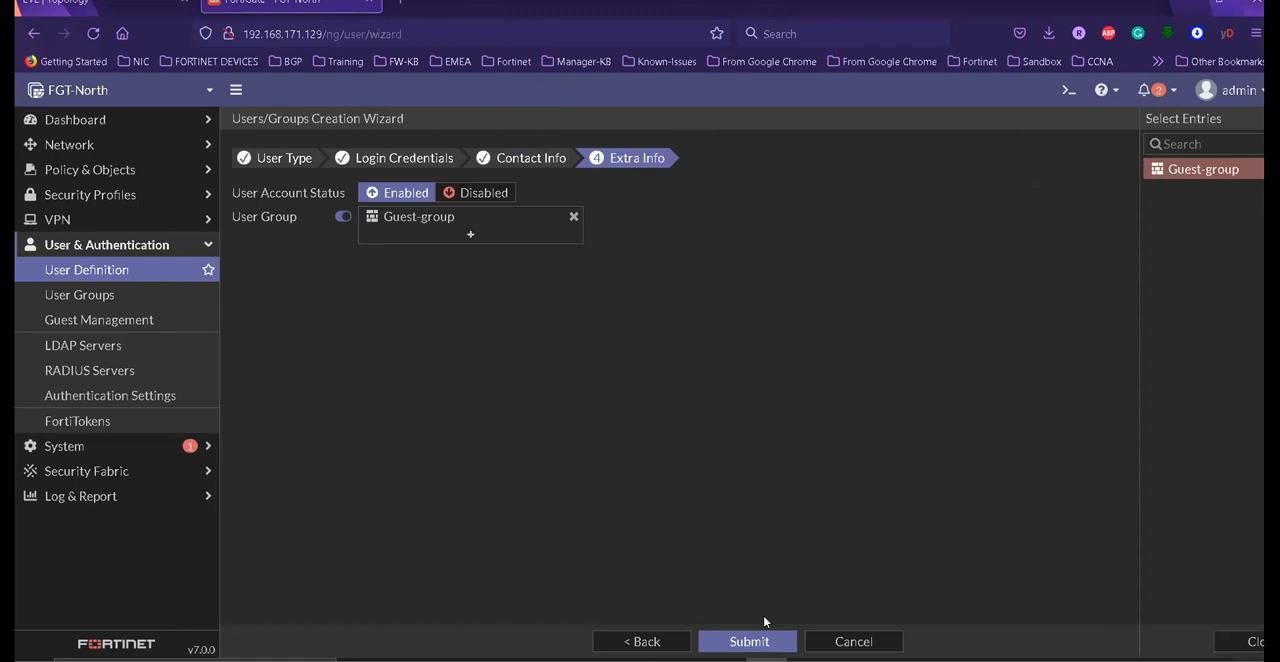 EVE | Topology
FortiGate - FGT-North
192.168.171.129/ng/user/wizard
Search
Getting Started NIC FORTINET DEVICES BGP Training FW-KB EMEA Fortinet Manager-KB Known-Issues From Google Chrome From Google Chrome Fortinet Sandbox CCNA Other Bookmarks
FGT-North
>_ ? 2 admin
Dashboard
Network
Policy & Objects
Security Profiles
VPN
User & Authentication
User Definition
User Groups
Guest Management
LDAP Servers
RADIUS Servers
Authentication Settings
FortiTokens
System 1
Security Fabric
Log & Report
FORTINET
v7.0.0
Users/Groups Creation Wizard
User Type Login Credentials Contact Info 4 Extra Info
User Account Status Enabled Disabled
User Group Guest-group
+
< Back Submit Cancel
Select Entries
Search
Guest-group
Clo